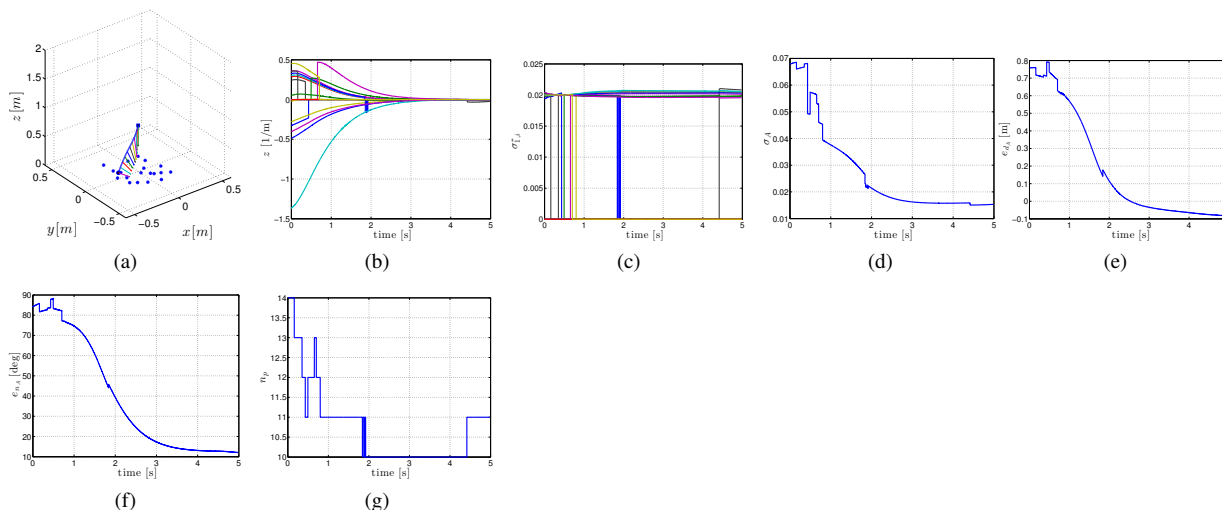 2
1.5
1
0.5
0
z [m]
0.5
0
−0.5
y[m]
−0.5
0
0.5
x[m]
(a)
0.5
0
−0.5
−1
−1.5
z [1/m]
0 1 2 3 4 5
time [s]
(b)
0.025
0.02
0.015
0.01
0.005
0
0 1 2 3 4 5
time [s]
(c)
0.07
0.06
0.05
0.04
0.03
0.02
0.01
σ_A
0 1 2 3 4 5
time [s]
(d)
0.8
0.7
0.6
0.5
0.4
0.3
0.2
0.1
0
−0.1
e_{d_A} [m]
0 1 2 3 4
time [s]
(e)
90
80
70
60
50
40
30
20
10
e_{n_A} [deg]
0 1 2 3 4 5
time [s]
(f)
14
13.5
13
12.5
12
11.5
11
10.5
10
n_p
0 1 2 3 4 5
time [s]
(g)